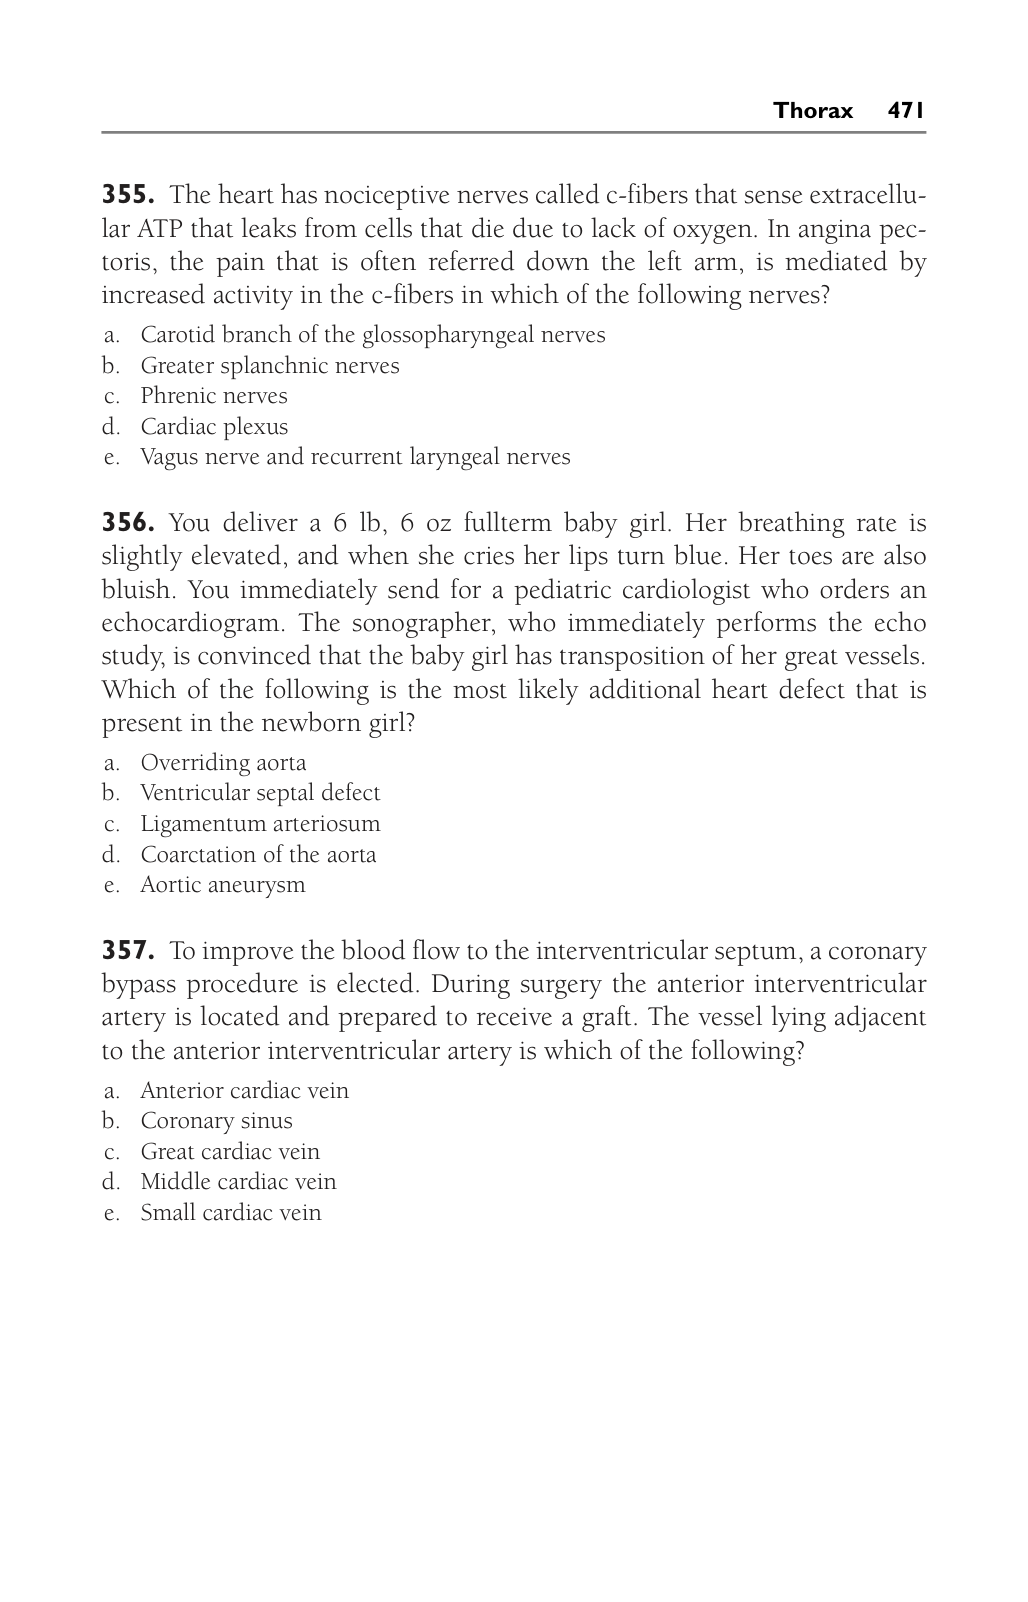 Thorax 471
355. The heart has nociceptive nerves called c-fibers that sense extracellu-
lar ATP that leaks from cells that die due to lack of oxygen. In angina pec-
toris, the pain that is often referred down the left arm, is mediated by
increased activity in the c-fibers in which of the following nerves?
a. Carotid branch of the glossopharyngeal nerves
b. Greater splanchnic nerves
c. Phrenic nerves
d. Cardiac plexus
e. Vagus nerve and recurrent laryngeal nerves
356. You deliver a 6 lb, 6 oz fullterm baby girl. Her breathing rate is
slightly elevated, and when she cries her lips turn blue. Her toes are also
bluish. You immediately send for a pediatric cardiologist who orders an
echocardiogram. The sonographer, who immediately performs the echo
study, is convinced that the baby girl has transposition of her great vessels.
Which of the following is the most likely additional heart defect that is
present in the newborn girl?
a. Overriding aorta
b. Ventricular septal defect
c. Ligamentum arteriosum
d. Coarctation of the aorta
e. Aortic aneurysm
357. To improve the blood flow to the interventricular septum, a coronary
bypass procedure is elected. During surgery the anterior interventricular
artery is located and prepared to receive a graft. The vessel lying adjacent
to the anterior interventricular artery is which of the following?
a. Anterior cardiac vein
b. Coronary sinus
c. Great cardiac vein
d. Middle cardiac vein
e. Small cardiac vein